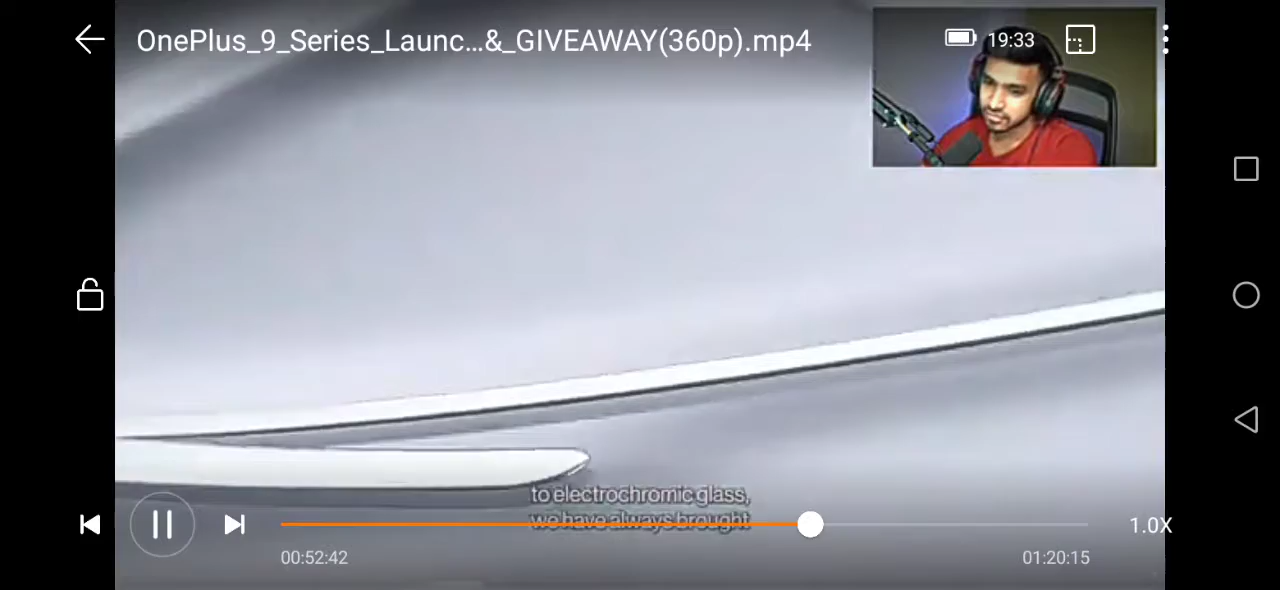 OnePlus_9_Series_Launc...&_GIVEAWAY(360p).mp4
19:33
to electrochromic glass,
we have always brought
1.0X
00:52:42
01:20:15